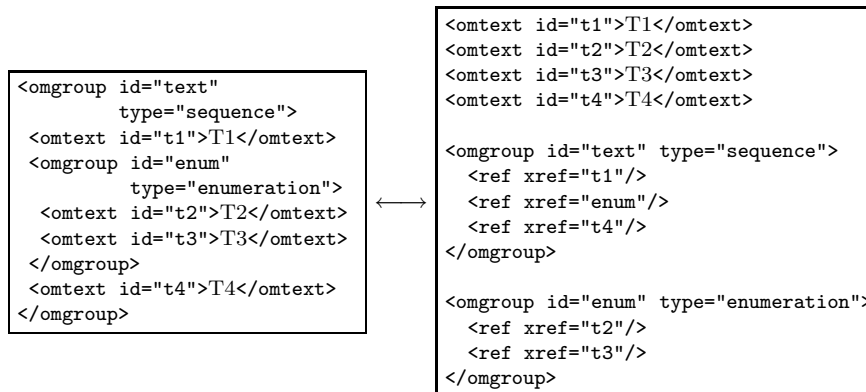 <omgroup id="text"
type="sequence">
<omtext id="t1">T1</omtext>
<omgroup id="enum"
type="enumeration">
<omtext id="t2">T2</omtext>
<omtext id="t3">T3</omtext>
</omgroup>
<omtext id="t4">T4</omtext>
</omgroup>
<omtext id="t1">T1</omtext>
<omtext id="t2">T2</omtext>
<omtext id="t3">T3</omtext>
<omtext id="t4">T4</omtext>
<omgroup id="text" type="sequence">
<ref xref="t1"/>
<ref xref="enum"/>
<ref xref="t4"/>
</omgroup>
<omgroup id="enum" type="enumeration">
<ref xref="t2"/>
<ref xref="t3"/>
</omgroup>